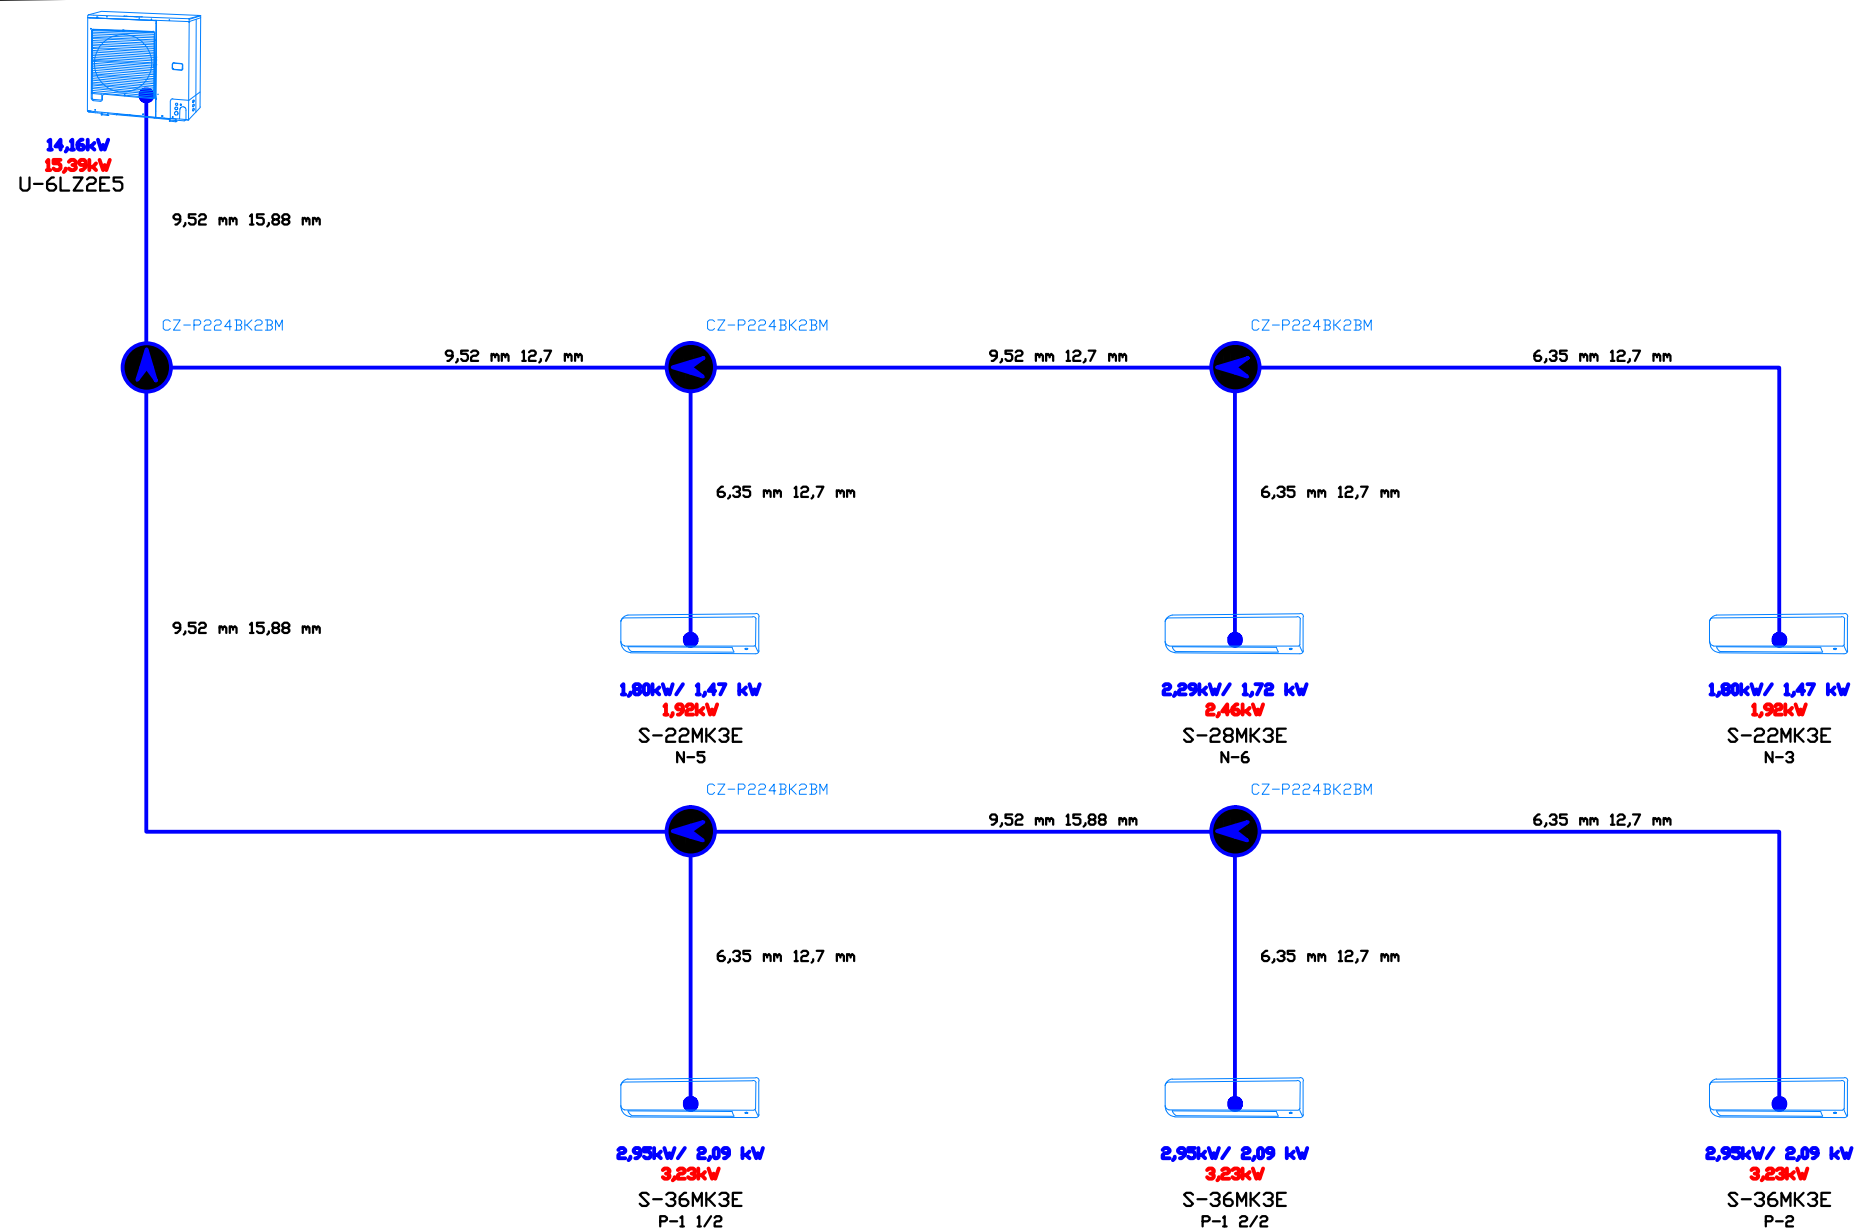 14,16kW
15,39kW
U-6LZ2E5
9,52 mm 15,88 mm
CZ-P224BK2BM
CZ-P224BK2BM
CZ-P224BK2BM
9,52 mm 12,7 mm
9,52 mm 12,7 mm
6,35 mm 12,7 mm
6,35 mm 12,7 mm
6,35 mm 12,7 mm
9,52 mm 15,88 mm
1,80kW/ 1,47 kW
1,92kW
S-22MK3E
N-5
2,29kW/ 1,72 kW
2,46kW
S-28MK3E
N-6
1,80kW/ 1,47 kW
1,92kW
S-22MK3E
N-3
CZ-P224BK2BM
CZ-P224BK2BM
9,52 mm 15,88 mm
6,35 mm 12,7 mm
6,35 mm 12,7 mm
6,35 mm 12,7 mm
2,95kW/ 2,09 kW
3,23kW
S-36MK3E
P-1 1/2
2,95kW/ 2,09 kW
3,23kW
S-36MK3E
P-1 2/2
2,95kW/ 2,09 kW
3,23kW
S-36MK3E
P-2